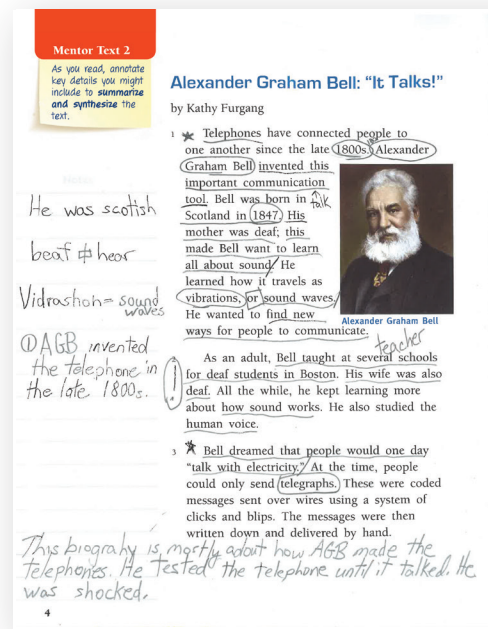 Mentor Text 2
As you read, annotate
key details you might
include to summarize
and synthesize the
text.
Alexander Graham Bell: “It Talks!”
by Kathy Furgang
1 Telephones have connected people to
one another since the late 1800s. Alexander
Graham Bell invented this
important communication
tool. Bell was born in
talk
Scotland in 1847. His
mother was deaf; this
made Bell want to learn
all about sound. He
learned how it travels as
vibrations, or sound waves.
He wanted to find new
ways for people to communicate.
Alexander Graham Bell
He was scotish
beaf ≠ hear
Vidrashoh = sound
waves
① AGB invented
the telephone in
the late 1800s.
teacher
As an adult, Bell taught at several schools
for deaf students in Boston. His wife was also
deaf. All the while, he kept learning more
about how sound works. He also studied the
human voice.
3 Bell dreamed that people would one day
“talk with electricity.” At the time, people
could only send telegraphs. These were coded
messages sent over wires using a system of
clicks and blips. The messages were then
written down and delivered by hand.
This biograhy is mostly adout how AGB made the
telephones. He tested the telephone until it talked. He
was shocked.
4